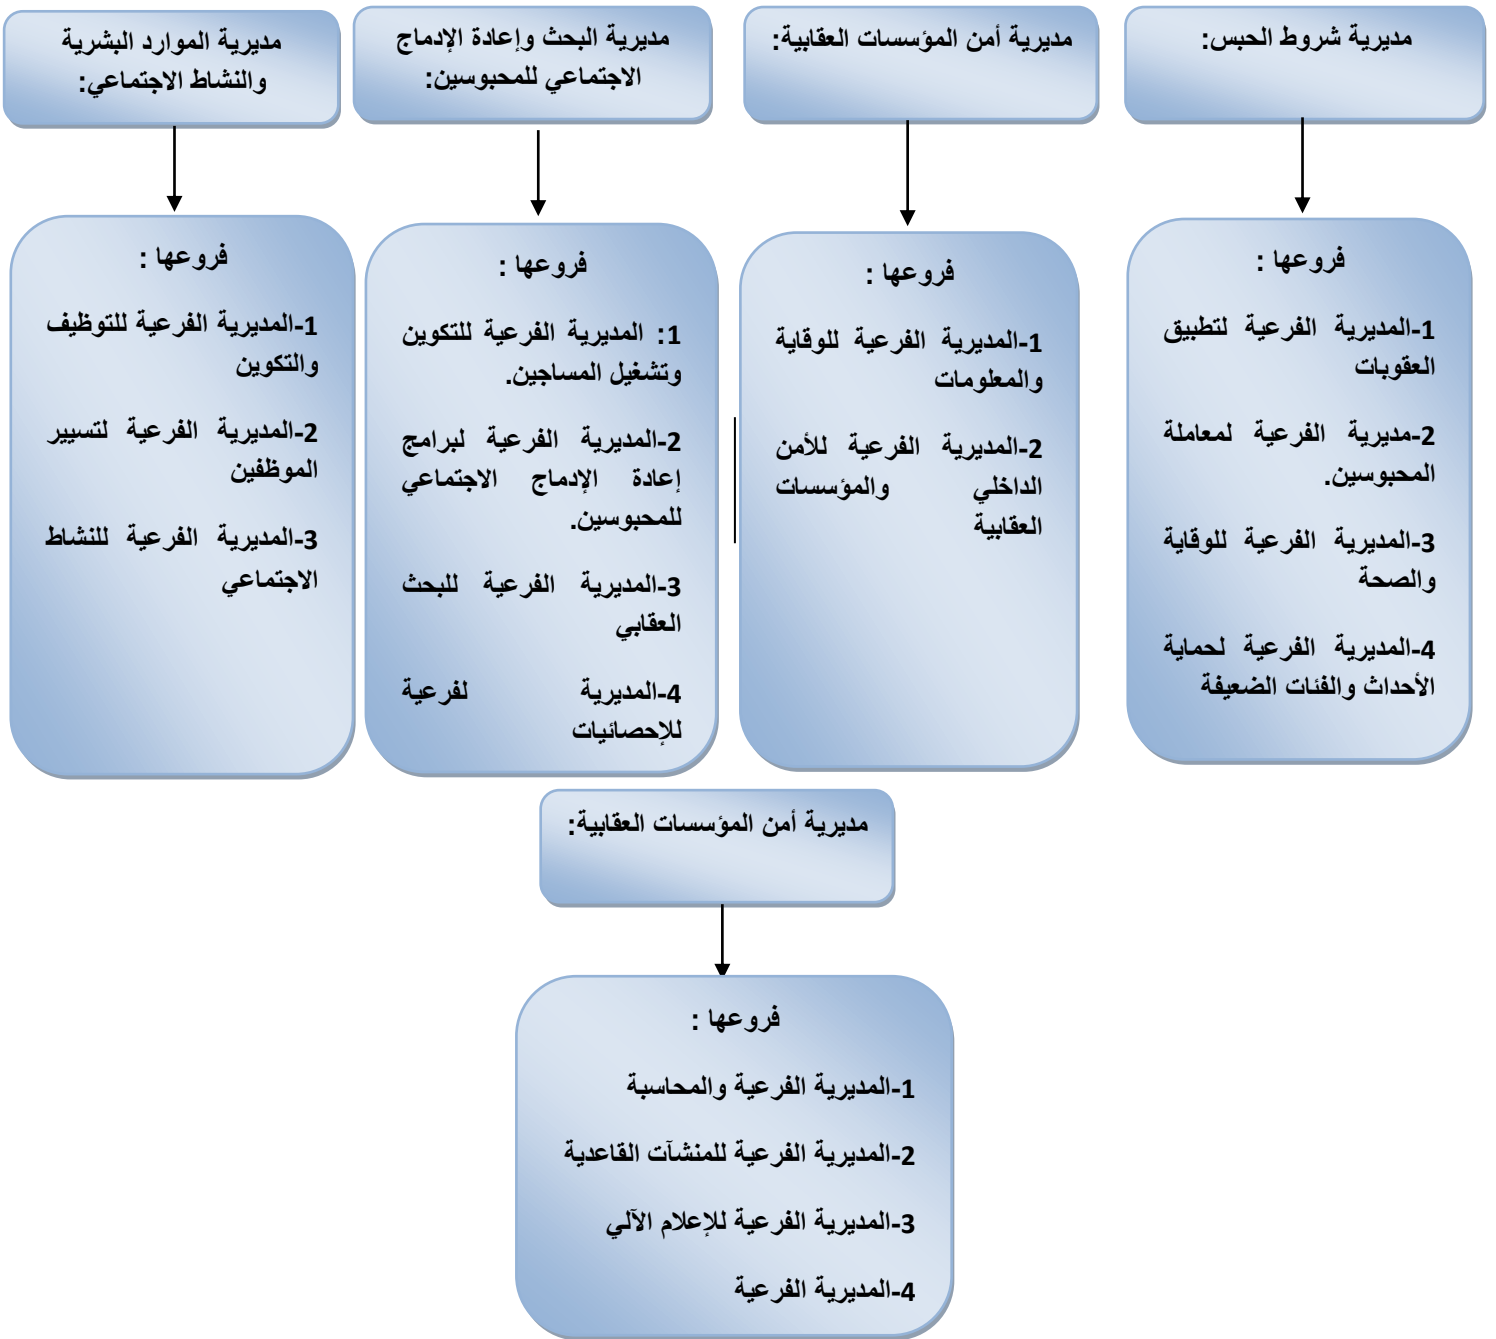 مديرية شروط الحبس:
فروعها :
1-المديرية الفرعية لتطبيق
العقوبات
2-مديرية الفرعية لمعاملة
المحبوسين.
3-المديرية الفرعية للوقاية
والصحة
4-المديرية الفرعية لحماية
الأحداث والفئات الضعيفة
مديرية أمن المؤسسات العقابية:
فروعها :
1-المديرية الفرعية للوقاية
والمعلومات
2-المديرية الفرعية للأمن
الداخلي والمؤسسات
العقابية
مديرية البحث وإعادة الإدماج
الاجتماعي للمحبوسين:
فروعها :
1: المديرية الفرعية للتكوين
وتشغيل المساجين.
2-المديرية الفرعية لبرامج
إعادة الإدماج الاجتماعي
للمحبوسين.
3-المديرية الفرعية للبحث
العقابي
4-المديرية لفرعية
للإحصائيات
مديرية الموارد البشرية
والنشاط الاجتماعي:
فروعها :
1-المديرية الفرعية للتوظيف
والتكوين
2-المديرية الفرعية لتسيير
الموظفين
3-المديرية الفرعية للنشاط
الاجتماعي
مديرية أمن المؤسسات العقابية:
فروعها :
1-المديرية الفرعية والمحاسبة
2-المديرية الفرعية للمنشآت القاعدية
3-المديرية الفرعية للإعلام الآلي
4-المديرية الفرعية